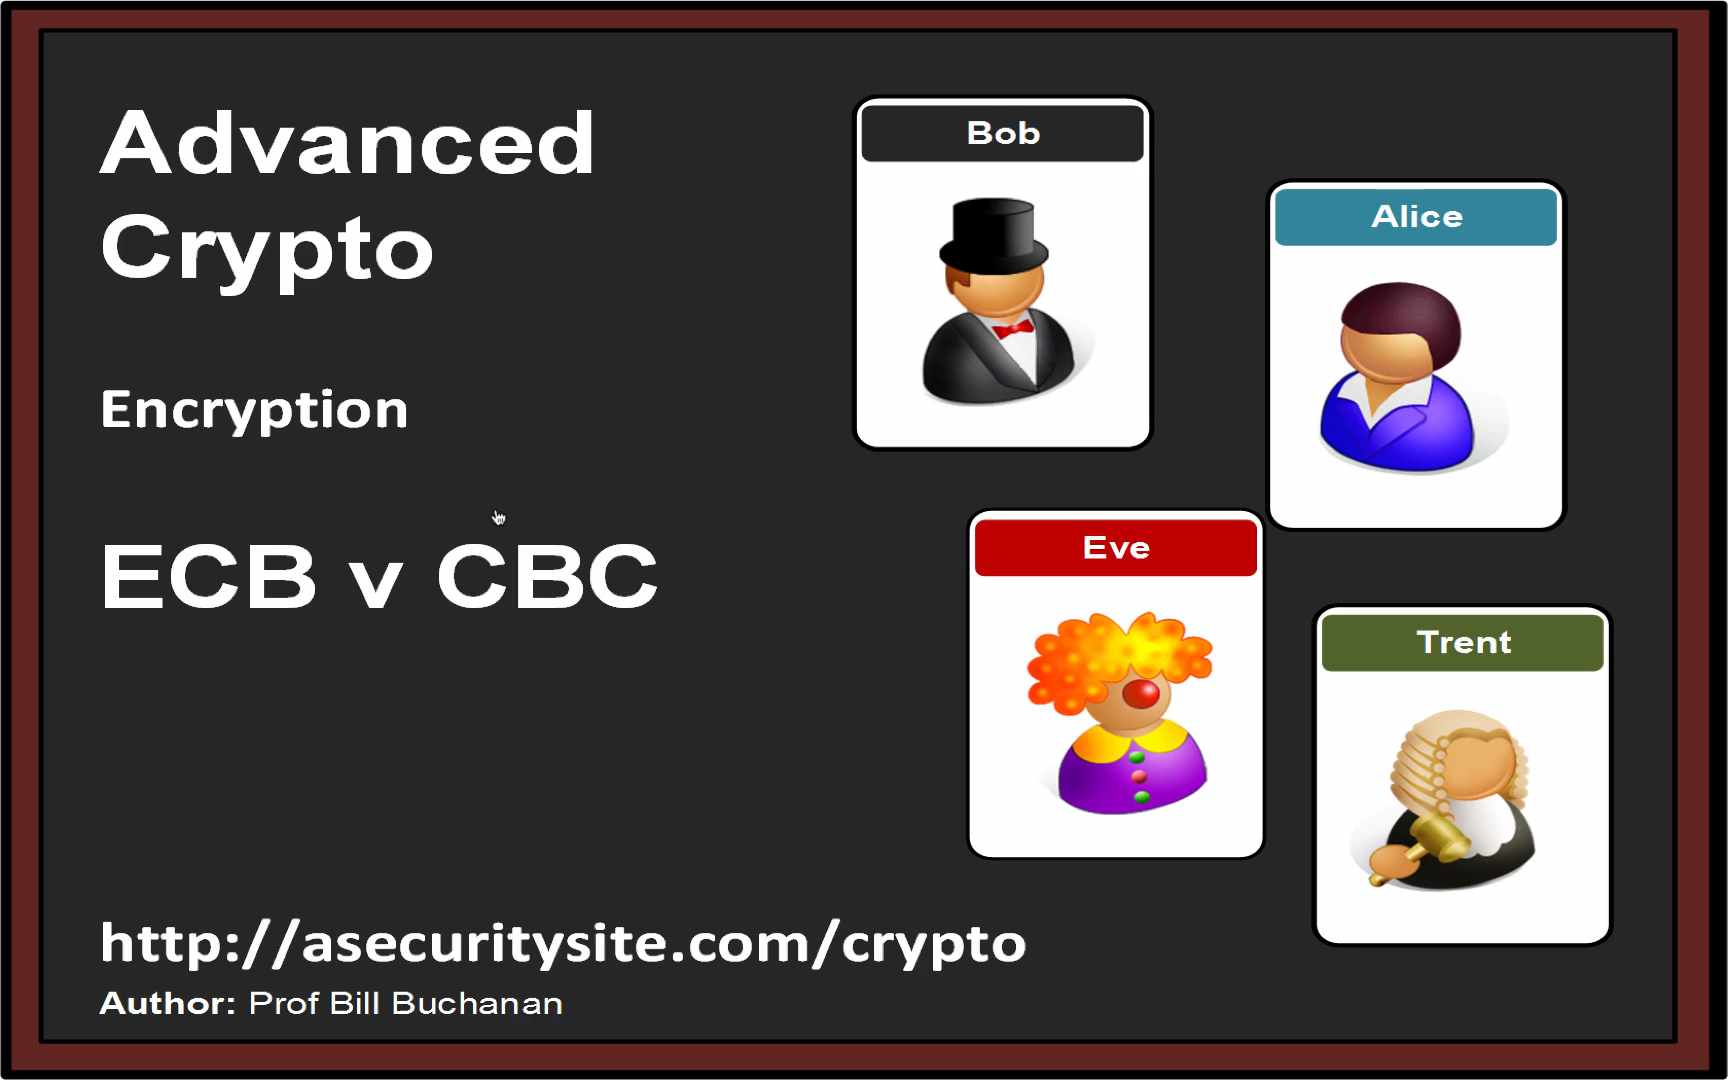 Advanced
Crypto
Encryption
ECB v CBC
http://asecuritysite.com/crypto
Author: Prof Bill Buchanan
Bob
Alice
Eve
Trent